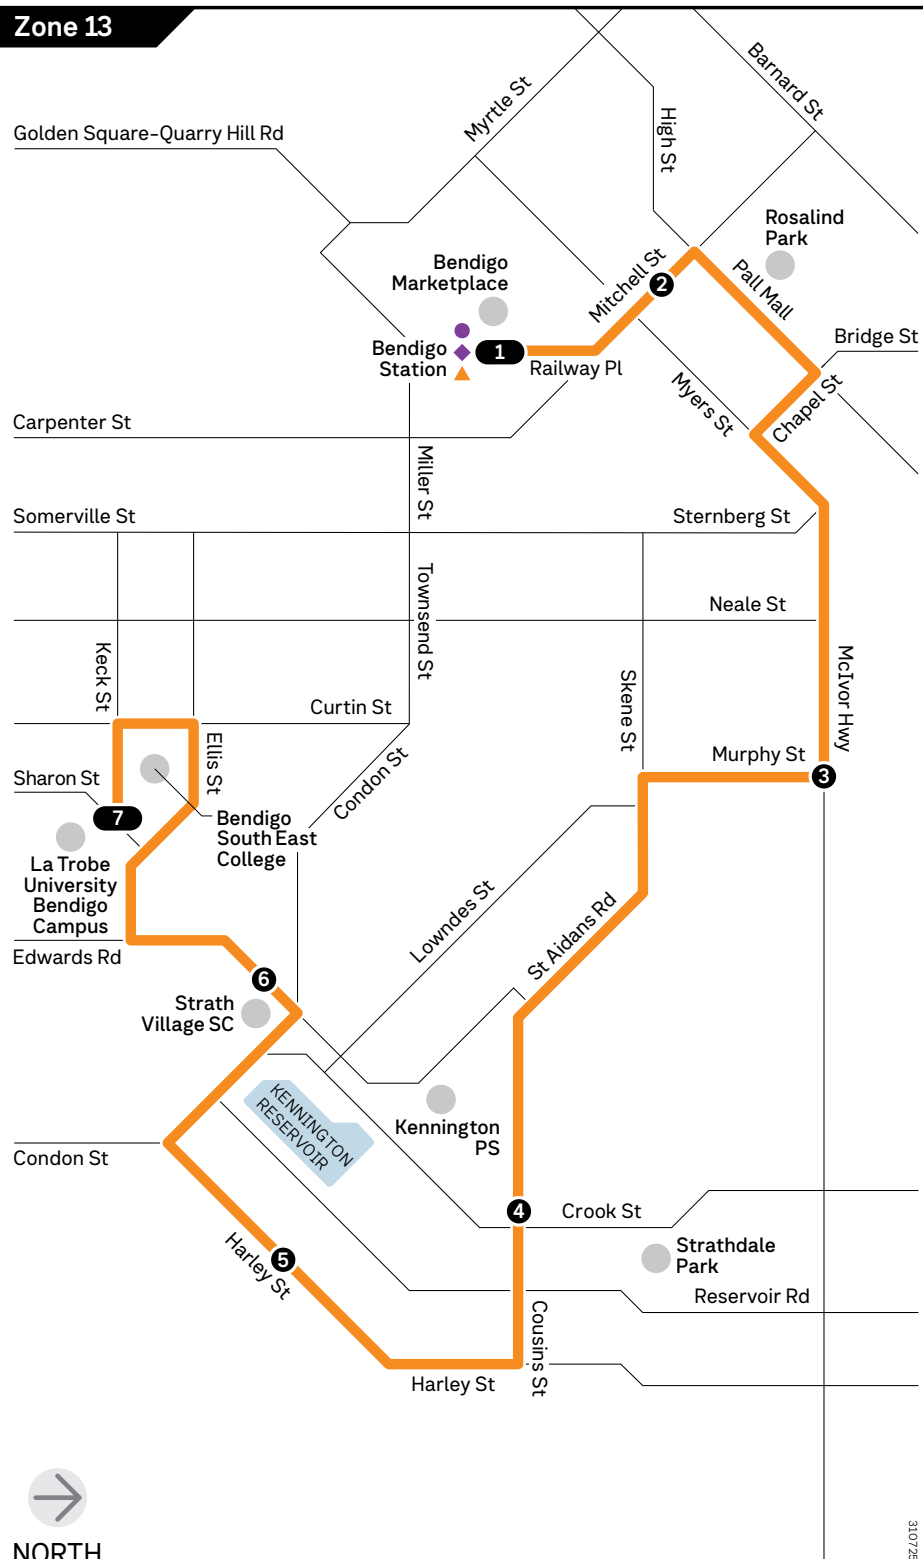 Zone 13
Barnard St
Myrtle St
High St
Golden Square-Quarry Hill Rd
Rosalind
Park
Bendigo
Marketplace
Mitchell St
2
Pall Mall
Bridge St
Bendigo
Station
1
Railway Pl
Myers St
Chapel St
Carpenter St
Miller St
Somerville St
Sternberg St
Townsend St
Neale St
Keck St
Skene St
McIvor Hwy
Curtin St
Ellis St
Condon St
Murphy St
Sharon St
3
7
Bendigo
South East
College
La Trobe
University
Bendigo
Campus
Lowndes St
St Aidans Rd
Edwards Rd
6
Strath
Village SC
KENNINGTON
RESERVOIR
Kennington
PS
Condon St
4
Crook St
Harley St
5
Strathdale
Park
Reservoir Rd
Cousins St
Harley St
NORTH
310725